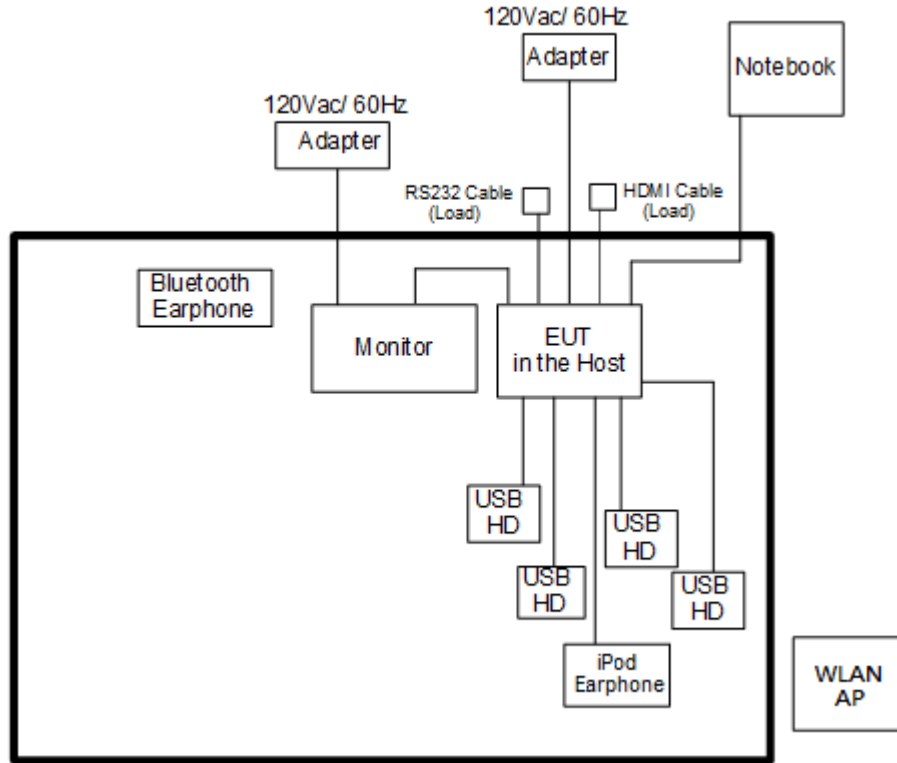 120Vac/ 60Hz
Adapter
Notebook
120Vac/ 60Hz
Adapter
RS232 Cable
(Load)
HDMI Cable
(Load)
Bluetooth
Earphone
Monitor
EUT
in the Host
USB
HD
USB
HD
USB
HD
USB
HD
iPod
Earphone
WLAN
AP